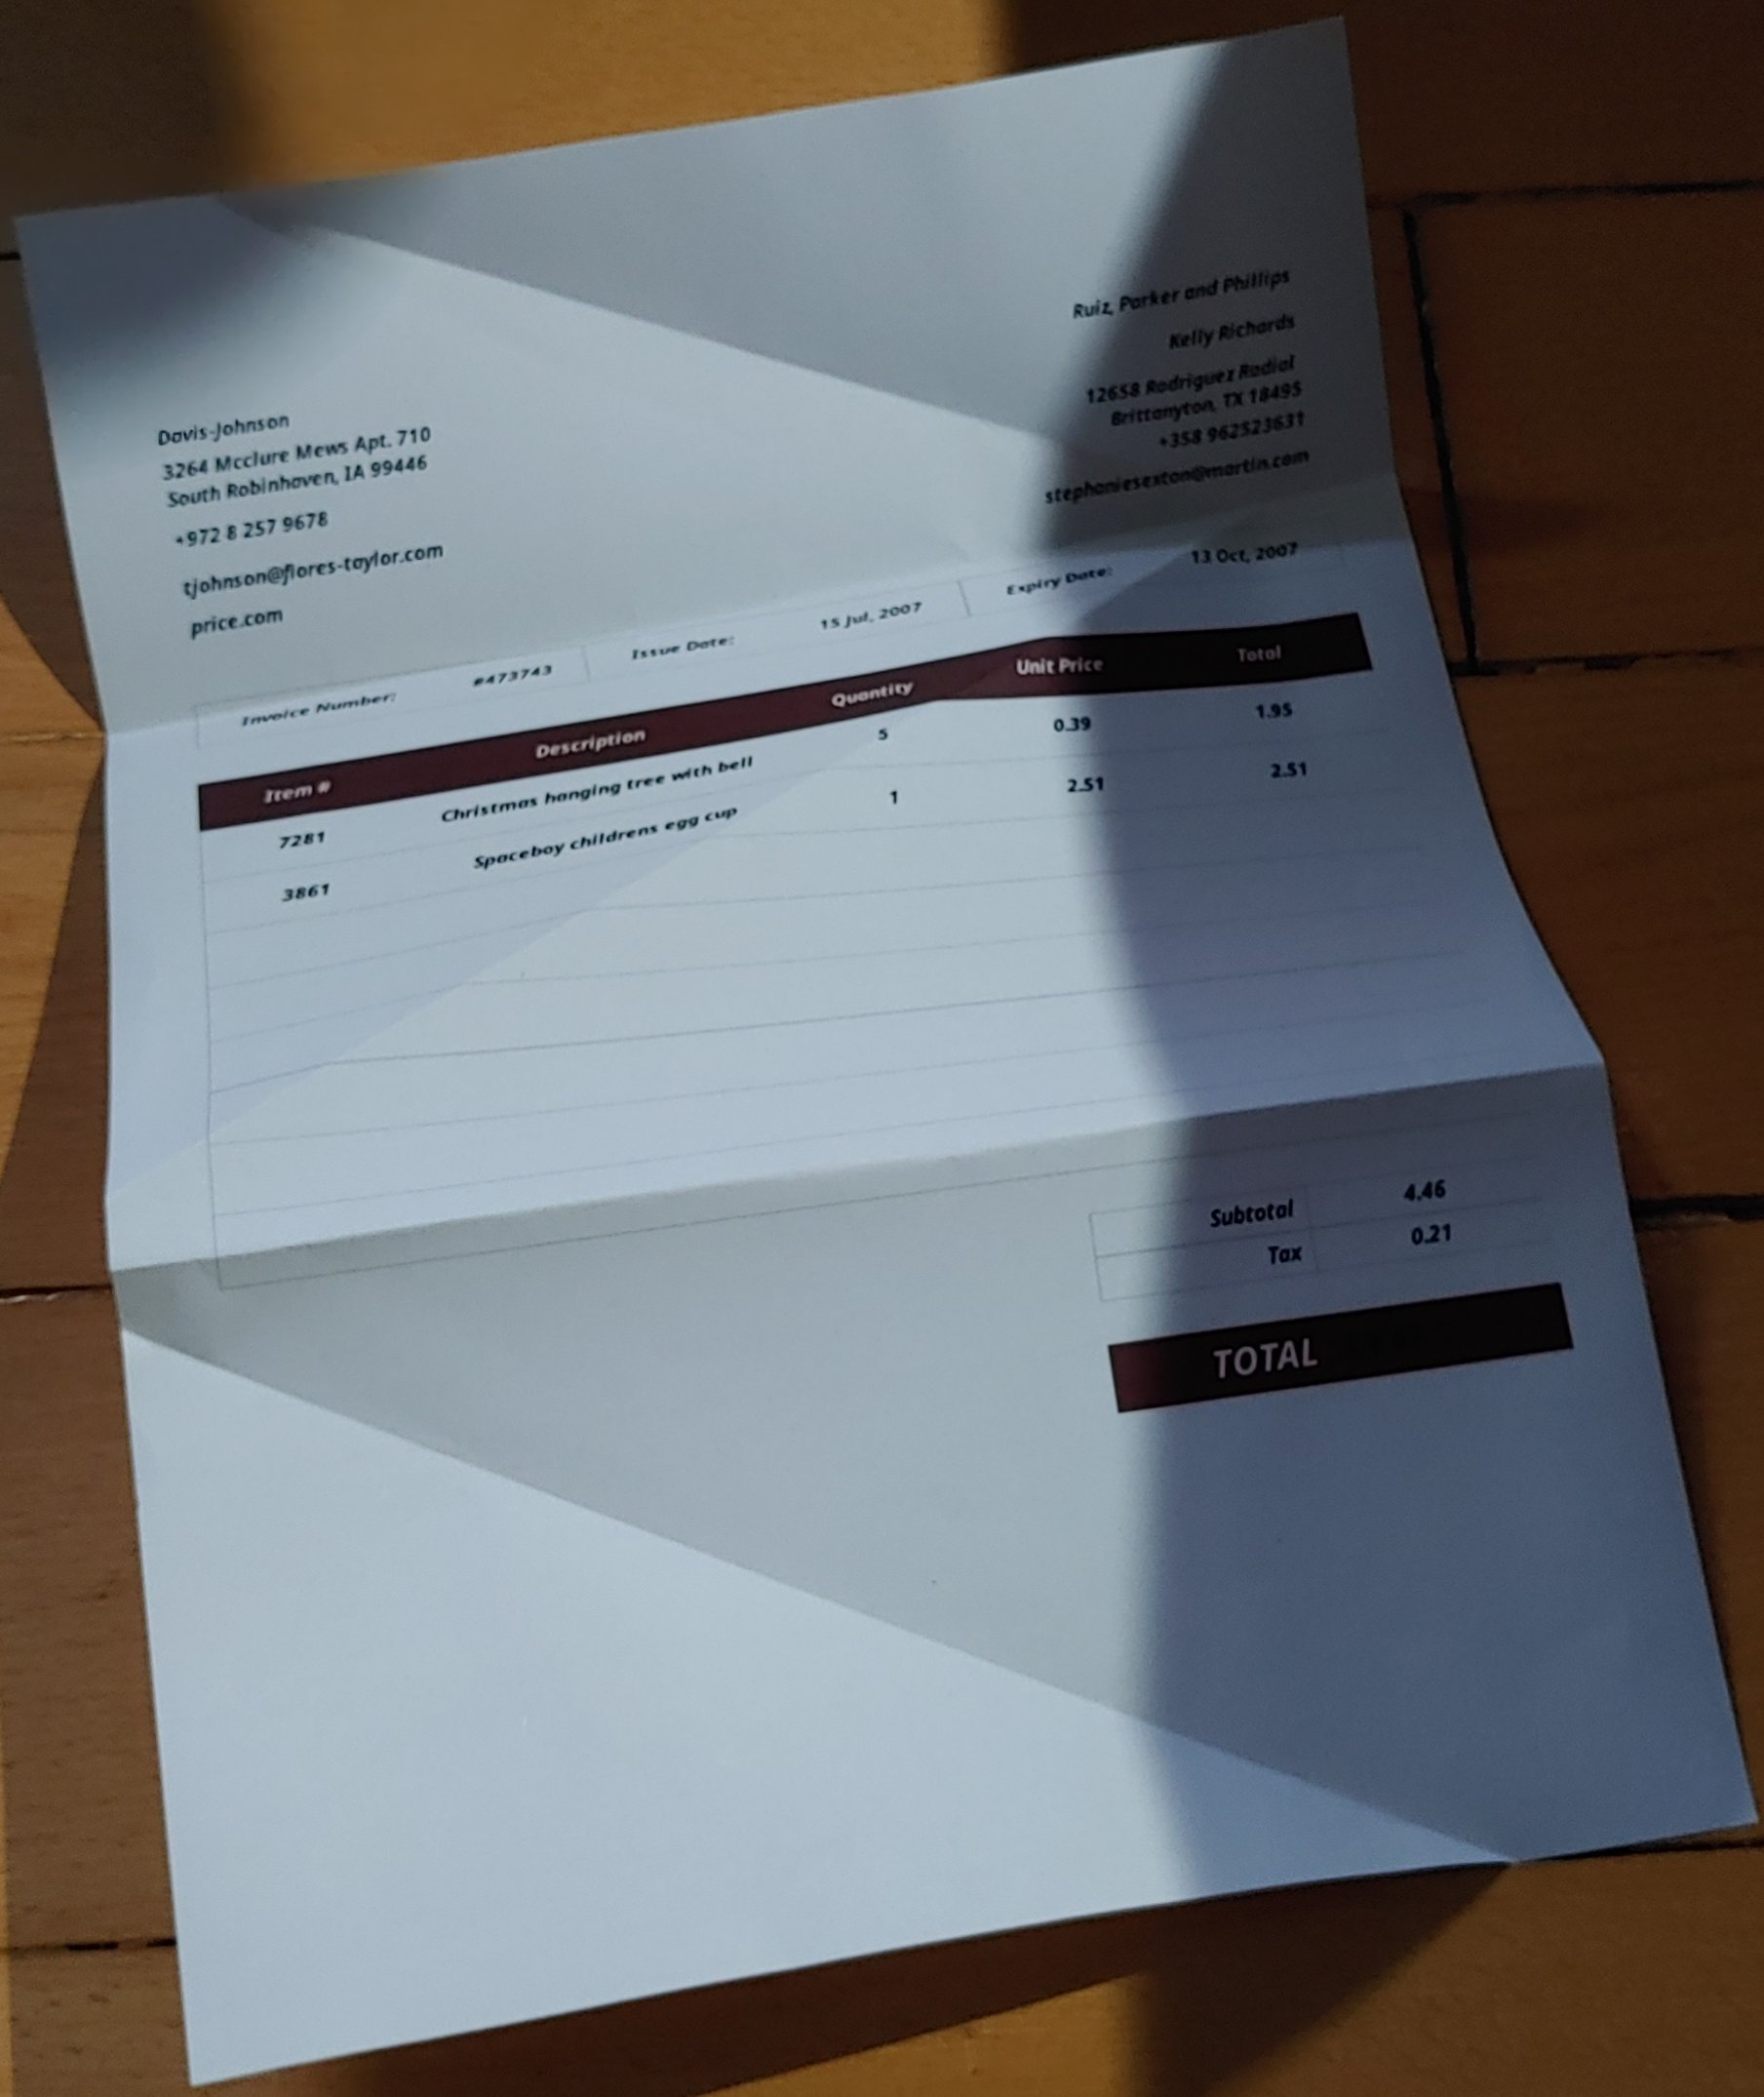 Ruiz, Parker and Phillips
Kelly Richards
12658 Rodriguez Radial
Brittanyton, TX 18495
+358 962523631
stephaniesexton@martin.com
Davis-Johnson
3264 Mcclure Mews Apt. 710
South Robinhaven, IA 99446
+972 8 257 9678
tjohnson@flores-taylor.com
price.com
Invoice Number: #473743 Issue Date: 15 Jul, 2007 Expiry Date: 13 Oct, 2007
Item # Description Quantity Unit Price Total
7281 Christmas hanging tree with bell 5 0.39 1.95
3861 Spaceboy childrens egg cup 1 2.51 2.51
Subtotal 4.46
Tax 0.21
TOTAL